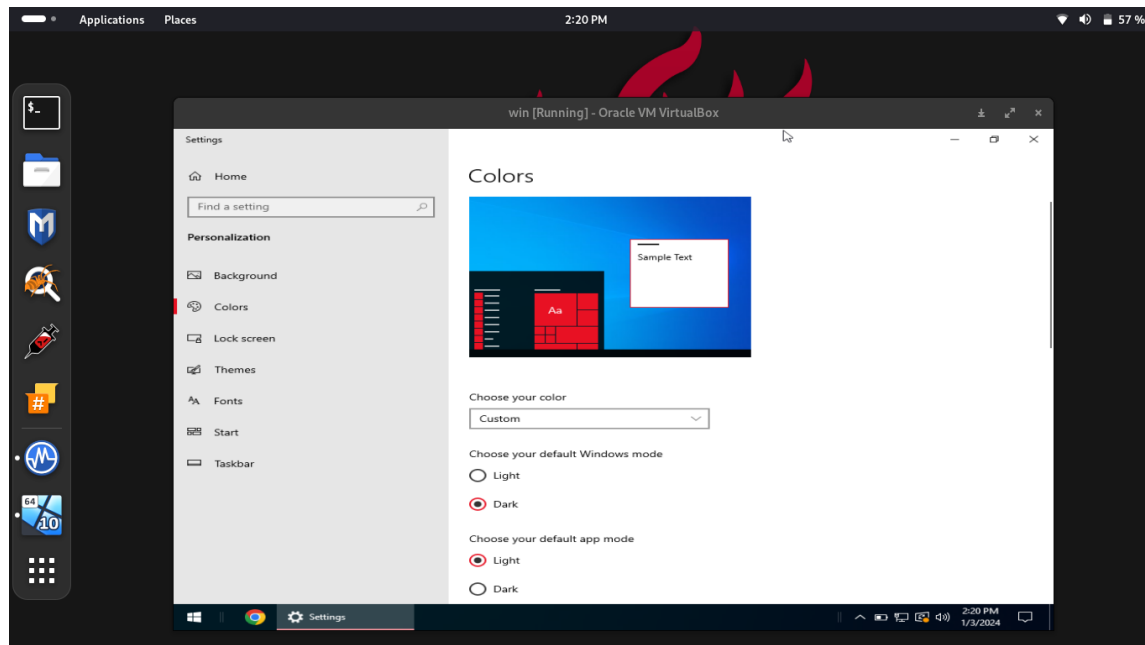 Applications Places 2:20 PM 57 %
$_
win [Running] - Oracle VM VirtualBox
Settings
Home
Find a setting
Personalization
Background
Colors
Lock screen
Themes
Fonts
Start
Taskbar
Colors
Sample Text
Aa
Choose your color
Custom
Choose your default Windows mode
Light
Dark
Choose your default app mode
Light
Dark
#
64
10
Settings
2:20 PM
1/3/2024